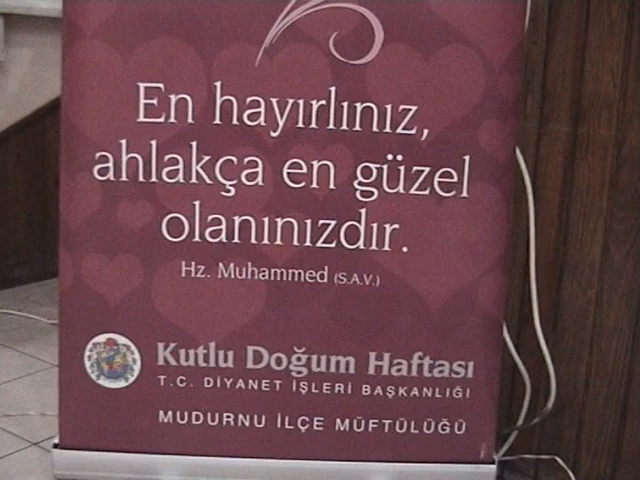 En hayırlınız,
ahlakça en güzel
olanınızdır.
Hz. Muhammed (S.A.V.)
Kutlu Doğum Haftası
T.C. DİYANET İŞLERİ BAŞKANLIĞI
MUDURNU İLÇE MÜFTÜLÜĞÜ